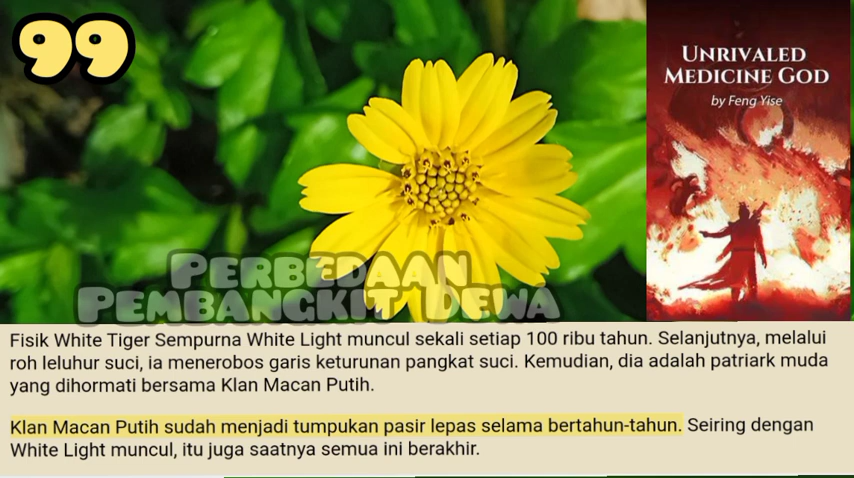 99
UNRIVALED
MEDICINE GOD
by Feng Yise
PERBEDAAN
PEMBANGKIT DEWA
Fisik White Tiger Sempurna White Light muncul sekali setiap 100 ribu tahun. Selanjutnya, melalui
roh leluhur suci, ia menerobos garis keturunan pangkat suci. Kemudian, dia adalah patriark muda
yang dihormati bersama Klan Macan Putih.
Klan Macan Putih sudah menjadi tumpukan pasir lepas selama bertahun-tahun. Seiring dengan
White Light muncul, itu juga saatnya semua ini berakhir.